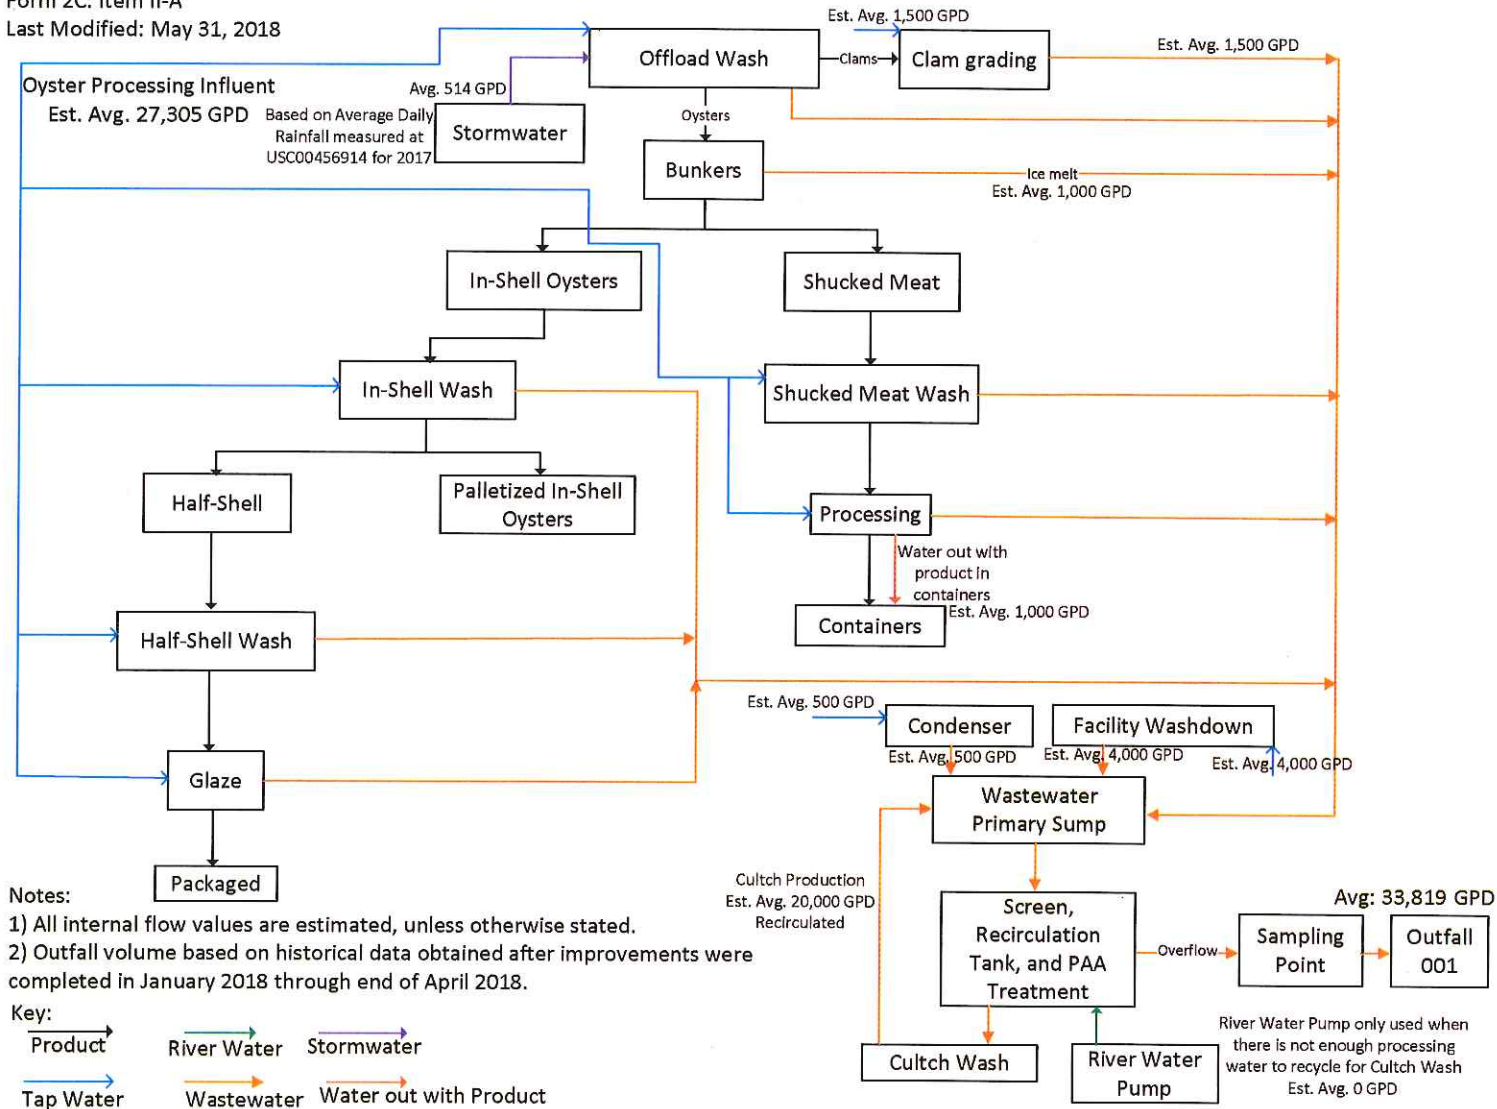 Form 2C: Item II-A
Last Modified: May 31, 2018
Est. Avg. 1,500 GPD
Offload Wash
Clams
Clam grading
Est. Avg. 1,500 GPD
Oyster Processing Influent
Est. Avg. 27,305 GPD
Avg. 514 GPD
Based on Average Daily
Rainfall measured at
USC00456914 for 2017
Stormwater
Oysters
Bunkers
Ice melt
Est. Avg. 1,000 GPD
In-Shell Oysters
Shucked Meat
In-Shell Wash
Shucked Meat Wash
Half-Shell
Palletized In-Shell
Oysters
Processing
Water out with
product in
containers
Est. Avg. 1,000 GPD
Containers
Half-Shell Wash
Est. Avg. 500 GPD
Condenser
Facility Washdown
Est. Avg. 500 GPD
Est. Avg. 4,000 GPD
Est. Avg. 4,000 GPD
Glaze
Wastewater
Primary Sump
Packaged
Cultch Production
Est. Avg. 20,000 GPD
Recirculated
Screen,
Recirculation
Tank, and PAA
Treatment
Overflow
Sampling
Point
Avg: 33,819 GPD
Outfall
001
Cultch Wash
River Water
Pump
River Water Pump only used when
there is not enough processing
water to recycle for Cultch Wash
Est. Avg. 0 GPD
Notes:
1) All internal flow values are estimated, unless otherwise stated.
2) Outfall volume based on historical data obtained after improvements were
completed in January 2018 through end of April 2018.
Key:
Product
River Water
Stormwater
Tap Water
Wastewater
Water out with Product